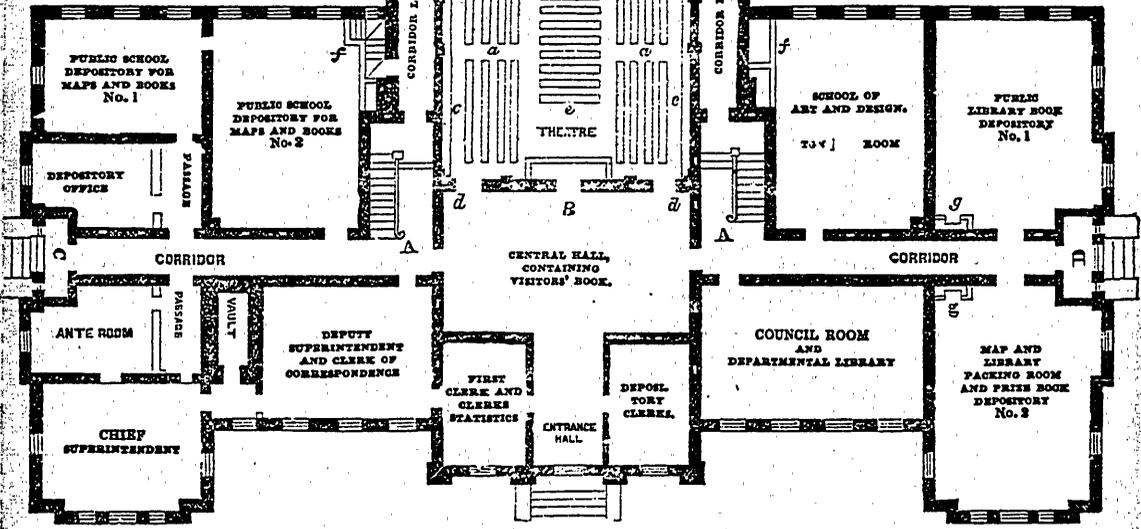 PUBLIC SCHOOL
DEPOSITORY FOR
MAPS AND BOOKS
No. 1
PUBLIC SCHOOL
DEPOSITORY FOR
MAPS AND BOOKS
No. 2
f
CORRIDOR
a
a
c
e
c
THEATRE
CORRIDOR
f
SCHOOL OF
ART AND DESIGN.
ROOM
PUBLIC
LIBRARY BOOK
DEPOSITORY
No. 1
DEPOSITORY
OFFICE
PASSAGE
d
B
d
g
C
CORRIDOR
A
CENTRAL HALL,
CONTAINING
VISITORS' BOOK.
A
CORRIDOR
C
ANTE ROOM
PASSAGE
VAULT
DEPUTY
SUPERINTENDENT
AND CLERK OF
CORRESPONDENCE
FIRST
CLERK AND
CLERKS
STATISTICS
ENTRANCE
HALL
DEPOSI-
TORY
CLERKS.
COUNCIL ROOM
AND
DEPARTMENTAL LIBRARY
g
MAP AND
LIBRARY
PACKING ROOM
AND PRIZE BOOK
DEPOSITORY
No. 2
CHIEF
SUPERINTENDENT